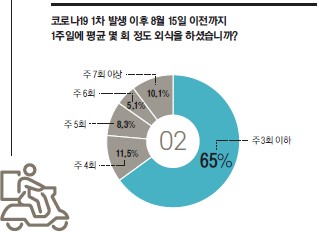 코로나19 1차 발생 이후 8월 15일 이전까지
1주일에 평균 몇 회 정도 외식을 하셨습니까?
주 7회 이상
10,1%
주 6회
5,1%
주 5회
8,3%
주 4회
11,5%
02
65%
주 3회 이하